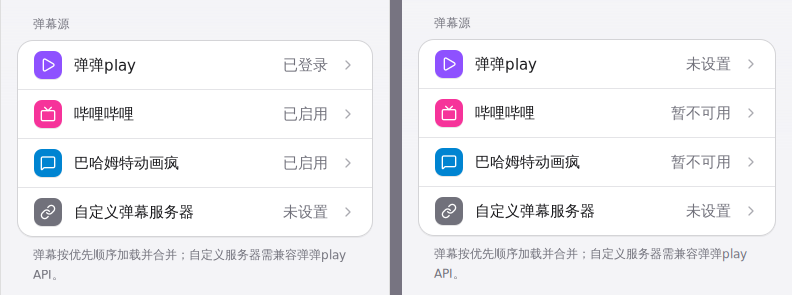 弹幕源
弹弹play 已登录
哔哩哔哩 已启用
巴哈姆特动画疯 已启用
自定义弹幕服务器 未设置
弹幕按优先顺序加载并合并；自定义服务器需兼容弹弹play
API。
弹幕源
弹弹play 未设置
哔哩哔哩 暂不可用
巴哈姆特动画疯 暂不可用
自定义弹幕服务器 未设置
弹幕按优先顺序加载并合并；自定义服务器需兼容弹弹play
API。